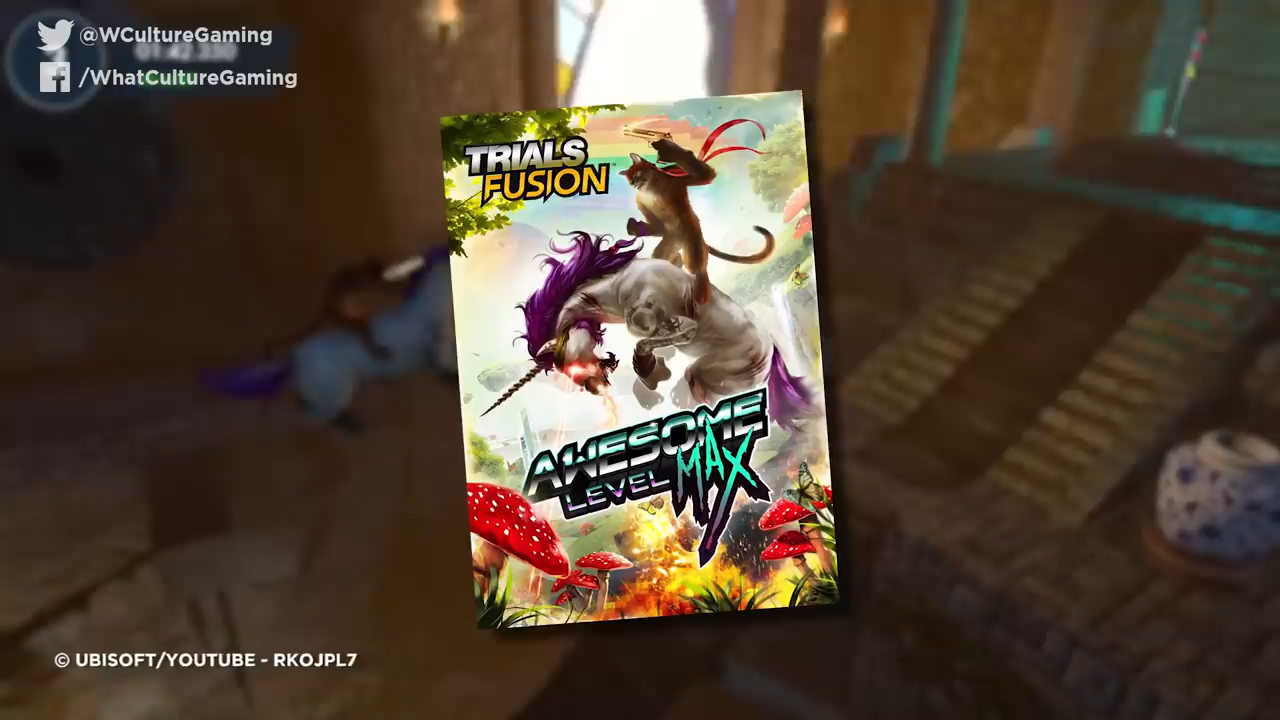 @WCultureGaming
/WhatCultureGaming
TRIALS
FUSION
AWESOME
LEVEL MAX
© UBISOFT/YOUTUBE - RKOJPL7